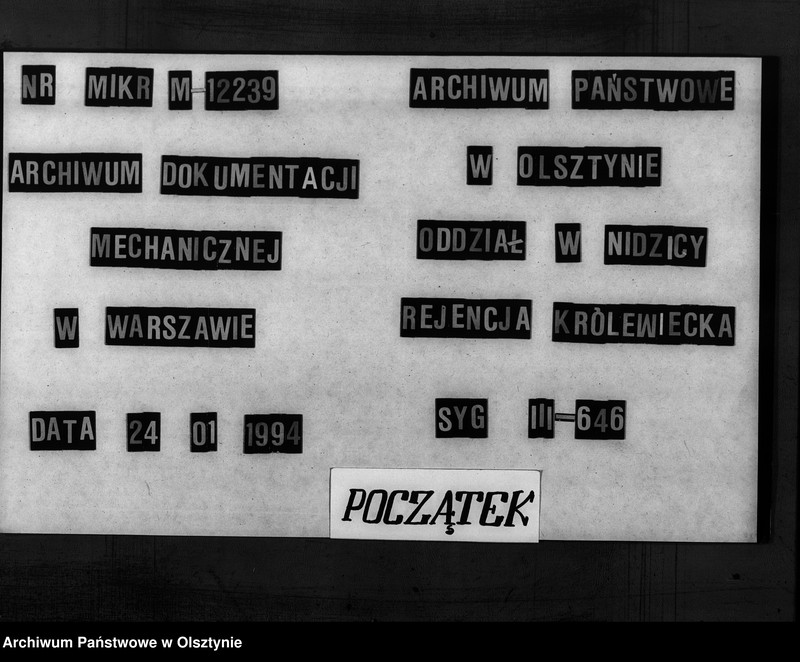 NR MIKR M-12239
ARCHIWUM DOKUMENTACJI
MECHANICZNEJ
W WARSZAWIE
DATA 24 01 1994
ARCHIWUM PAŃSTWOWE
W OLSZTYNIE
ODDZIAŁ W NIDZICY
REJENCJA KRÒLEWIECKA
SYG III-646
POCZĄTEK
Archiwum Państwowe w Olsztynie